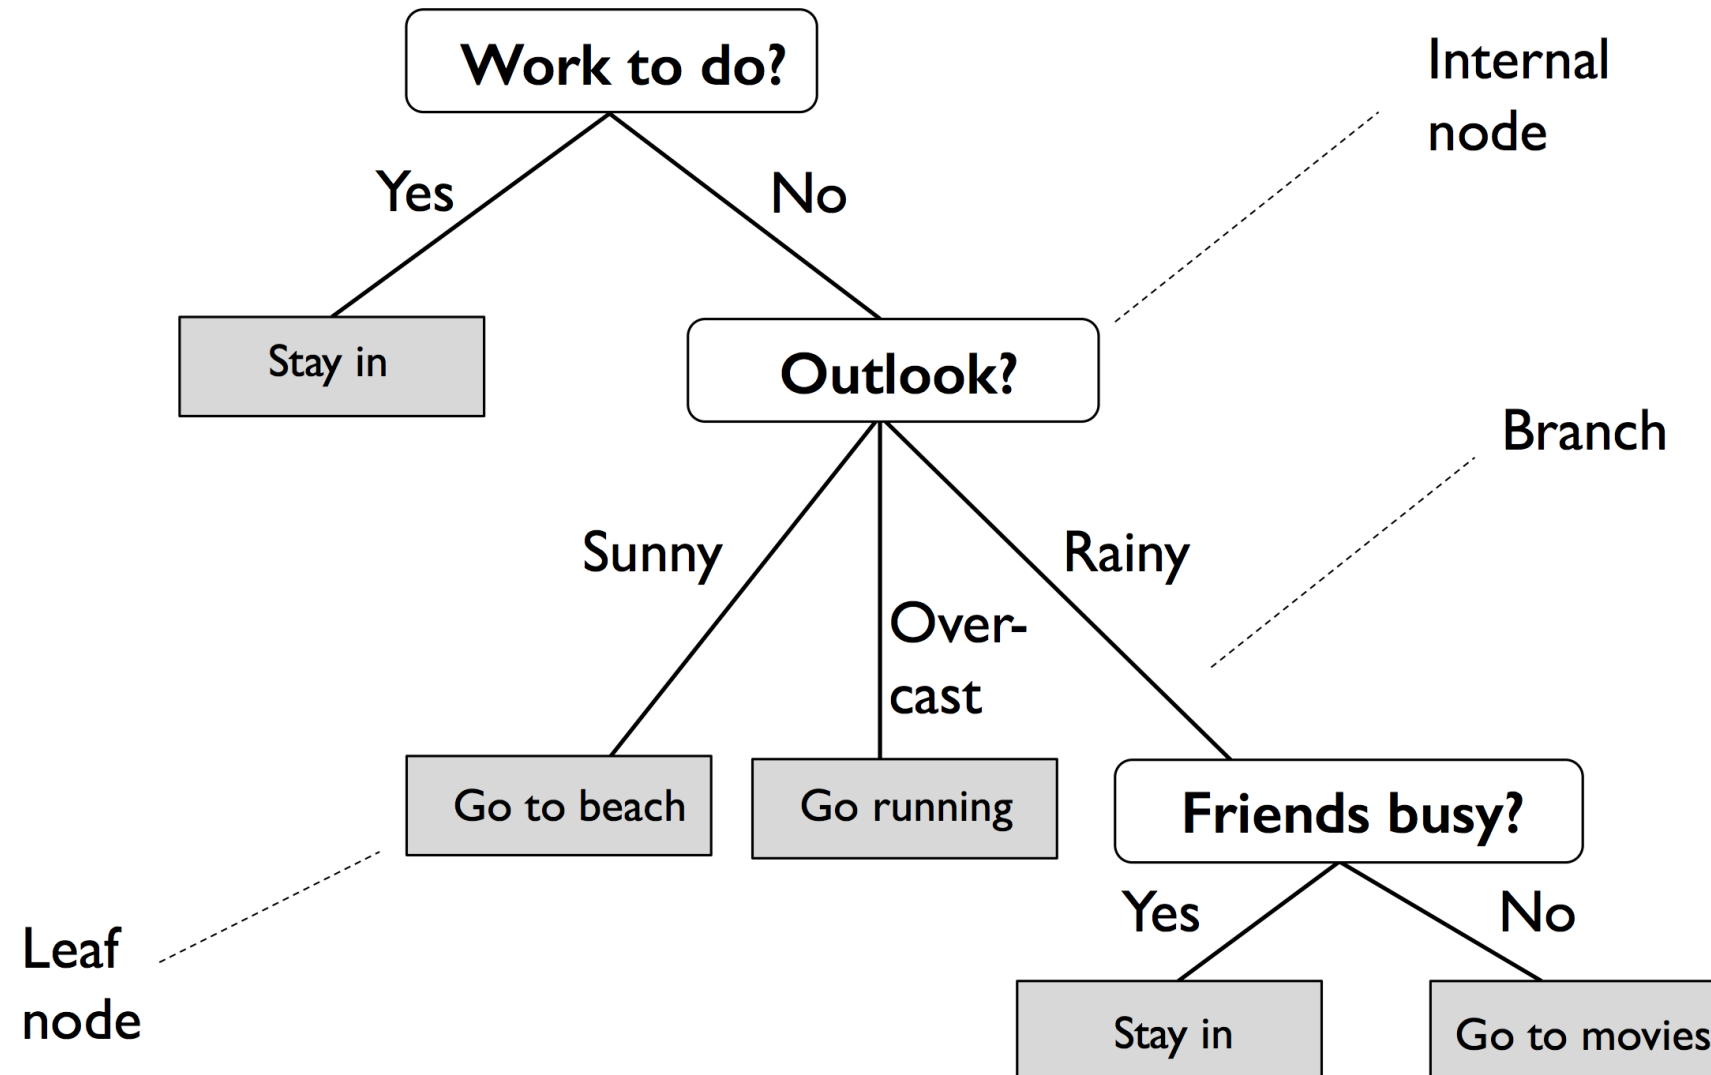 Work to do?
Internal
node
Yes
No
Stay in
Outlook?
Branch
Sunny
Rainy
Over-
cast
Go to beach
Go running
Friends busy?
Yes
No
Leaf
node
Stay in
Go to movies